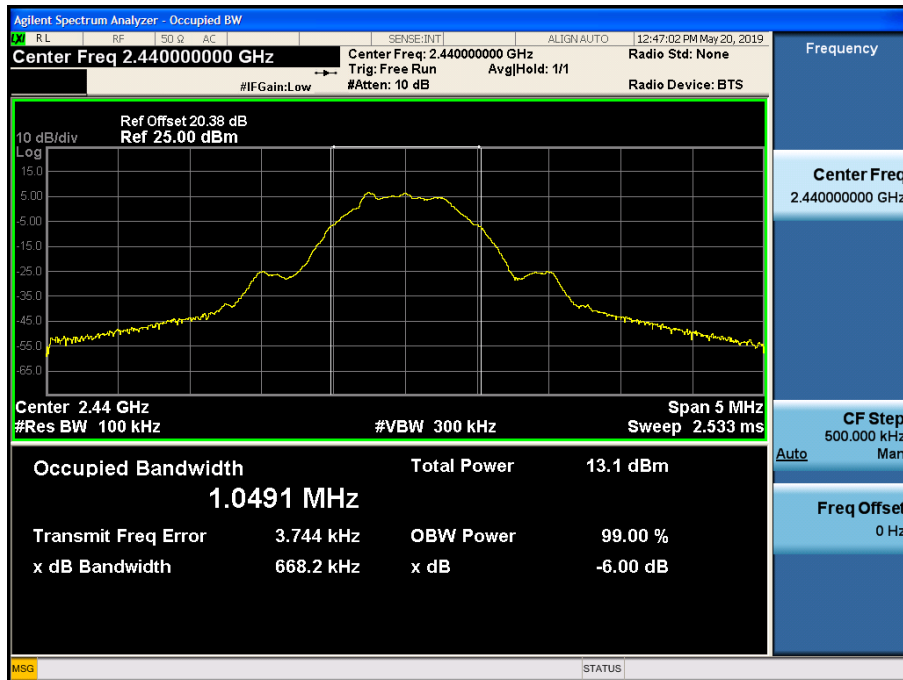 Agilent Spectrum Analyzer - Occupied BW
LXI RL RF 50 Ω AC SENSE:INT ALIGN AUTO 12:47:02 PM May 20, 2019
Center Freq 2.440000000 GHz
Center Freq: 2.440000000 GHz Radio Std: None
Trig: Free Run Avg|Hold: 1/1
#IFGain:Low #Atten: 10 dB Radio Device: BTS
Ref Offset 20.38 dB
10 dB/div Ref 25.00 dBm
Log
15.0
5.00
-5.00
-15.0
-25.0
-35.0
-45.0
-55.0
-65.0
Center 2.44 GHz Span 5 MHz
#Res BW 100 kHz #VBW 300 kHz Sweep 2.533 ms
Occupied Bandwidth Total Power 13.1 dBm
1.0491 MHz
Transmit Freq Error 3.744 kHz OBW Power 99.00 %
x dB Bandwidth 668.2 kHz x dB -6.00 dB
Frequency
Center Freq
2.440000000 GHz
CF Step
500.000 kHz
Auto Man
Freq Offset
0 Hz
MSG STATUS